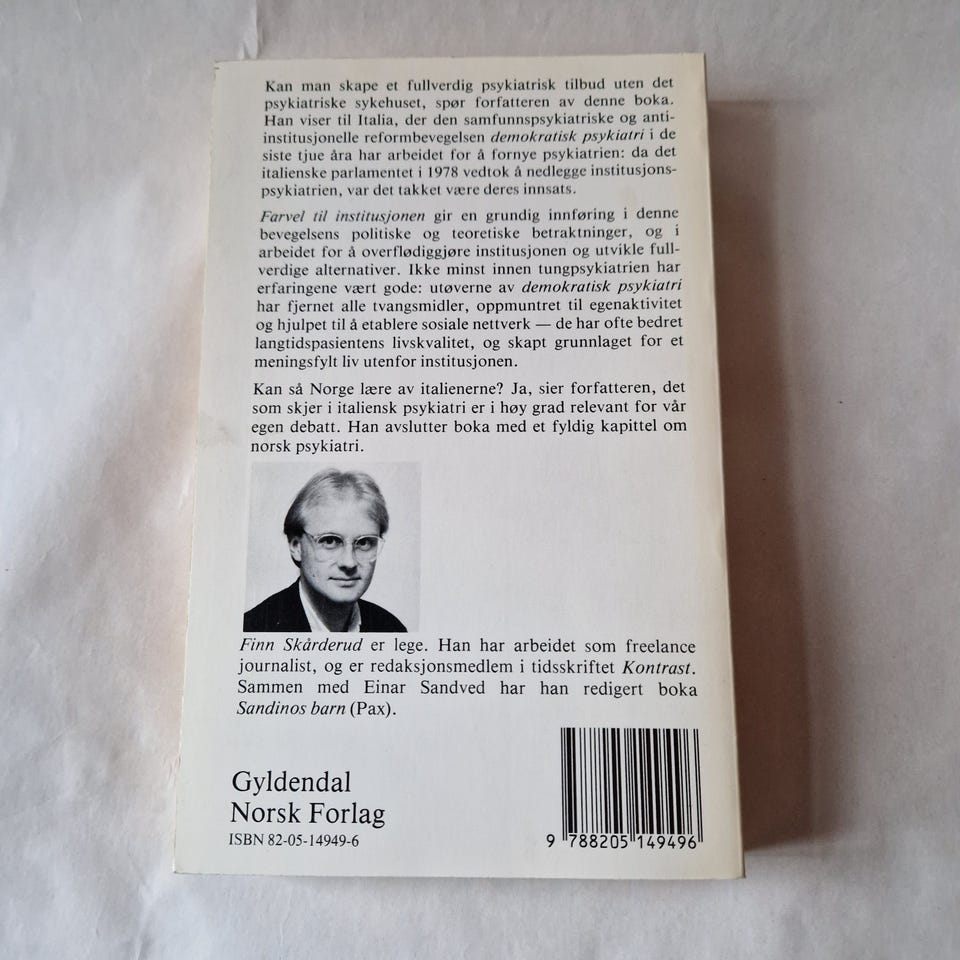 Kan man skape et fullverdig psykiatrisk tilbud uten det
psykiatriske sykehuset, spør forfatteren av denne boka.
Han viser til Italia, der den samfunnspsykiatriske og anti-
institusjonelle reformbevegelsen demokratisk psykiatri i de
siste tjue åra har arbeidet for å fornye psykiatrien: da det
italienske parlamentet i 1978 vedtok å nedlegge institusjons-
psykiatrien, var det takket være deres innsats.
Farvel til institusjonen gir en grundig innføring i denne
bevegelsens politiske og teoretiske betraktninger, og i
arbeidet for å overflødiggjøre institusjonen og utvikle full-
verdige alternativer. Ikke minst innen tungpsykiatrien har
erfaringene vært gode: utøverne av demokratisk psykiatri
har fjernet alle tvangsmidler, oppmuntret til egenaktivitet
og hjulpet til å etablere sosiale nettverk — de har ofte bedret
langtidspasientens livskvalitet, og skapt grunnlaget for et
meningsfylt liv utenfor institusjonen.
Kan så Norge lære av italienerne? Ja, sier forfatteren, det
som skjer i italiensk psykiatri er i høy grad relevant for vår
egen debatt. Han avslutter boka med et fyldig kapittel om
norsk psykiatri.
Finn Skårderud er lege. Han har arbeidet som freelance
journalist, og er redaksjonsmedlem i tidsskriftet Kontrast.
Sammen med Einar Sandved har han redigert boka
Sandinos barn (Pax).
Gyldendal
Norsk Forlag
ISBN 82-05-14949-6
9 788205 149496